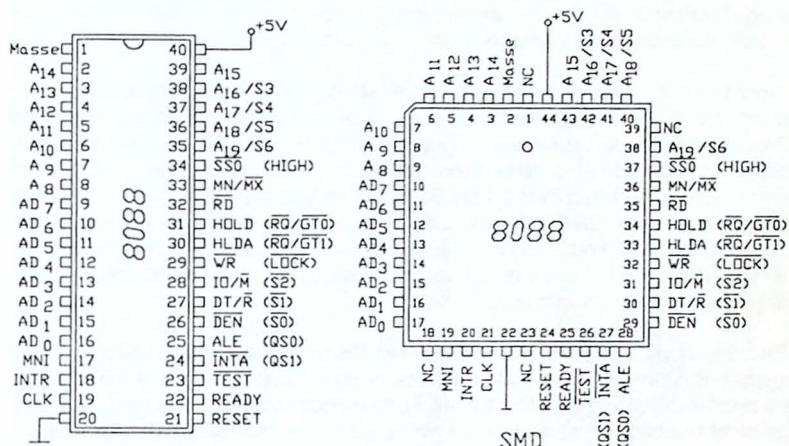 +5V
Masse 1 40
A14 2 39 A15
A13 3 38 A16/S3
A12 4 37 A17/S4
A11 5 36 A18/S5
A10 6 35 A19/S6
A9 7 34 SSO (HIGH)
A8 8 33 MN/MX
AD7 9 32 RD
AD6 10 31 HOLD (RQ/GT0)
AD5 11 30 HLDA (RQ/GT1)
AD4 12 29 WR (LOCK)
AD3 13 28 IO/M (S2)
AD2 14 27 DT/R (S1)
AD1 15 26 DEN (S0)
AD0 16 25 ALE (QS0)
MNI 17 24 INTA (QS1)
INTR 18 23 TEST
CLK 19 22 READY
20 21 RESET
8088
+5V
A11 A12 A13 A14 Masse NC A15 A16/S3 A17/S4 A18/S5
6 5 4 3 2 1 44 43 42 41 40
A10 7 39 NC
A9 8 38 A19/S6
A8 9 37 SSO (HIGH)
AD7 10 36 MN/MX
AD6 11 35 RD
AD5 12 34 HOLD (RQ/GT0)
AD4 13 33 HLDA (RQ/GT1)
AD3 14 32 WR (LOCK)
AD2 15 31 IO/M (S2)
AD1 16 30 DT/R (S1)
AD0 17 29 DEN (S0)
8088
18 19 20 21 22 23 24 25 26 27 28
NC MNI INTR CLK NC RESET READY TEST INTA ALE
(QS1) (QS0)
SMD